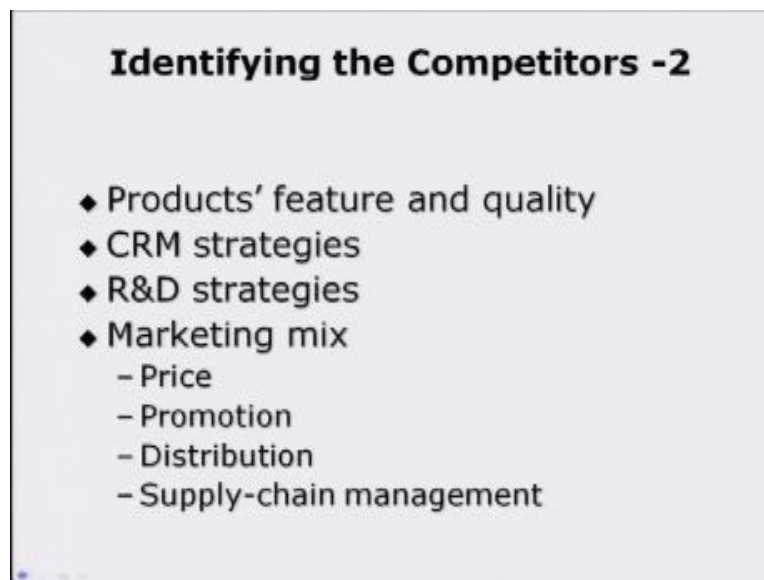 Identifying the Competitors -2
◆ Products' feature and quality
◆ CRM strategies
◆ R&D strategies
◆ Marketing mix
– Price
– Promotion
– Distribution
– Supply-chain management